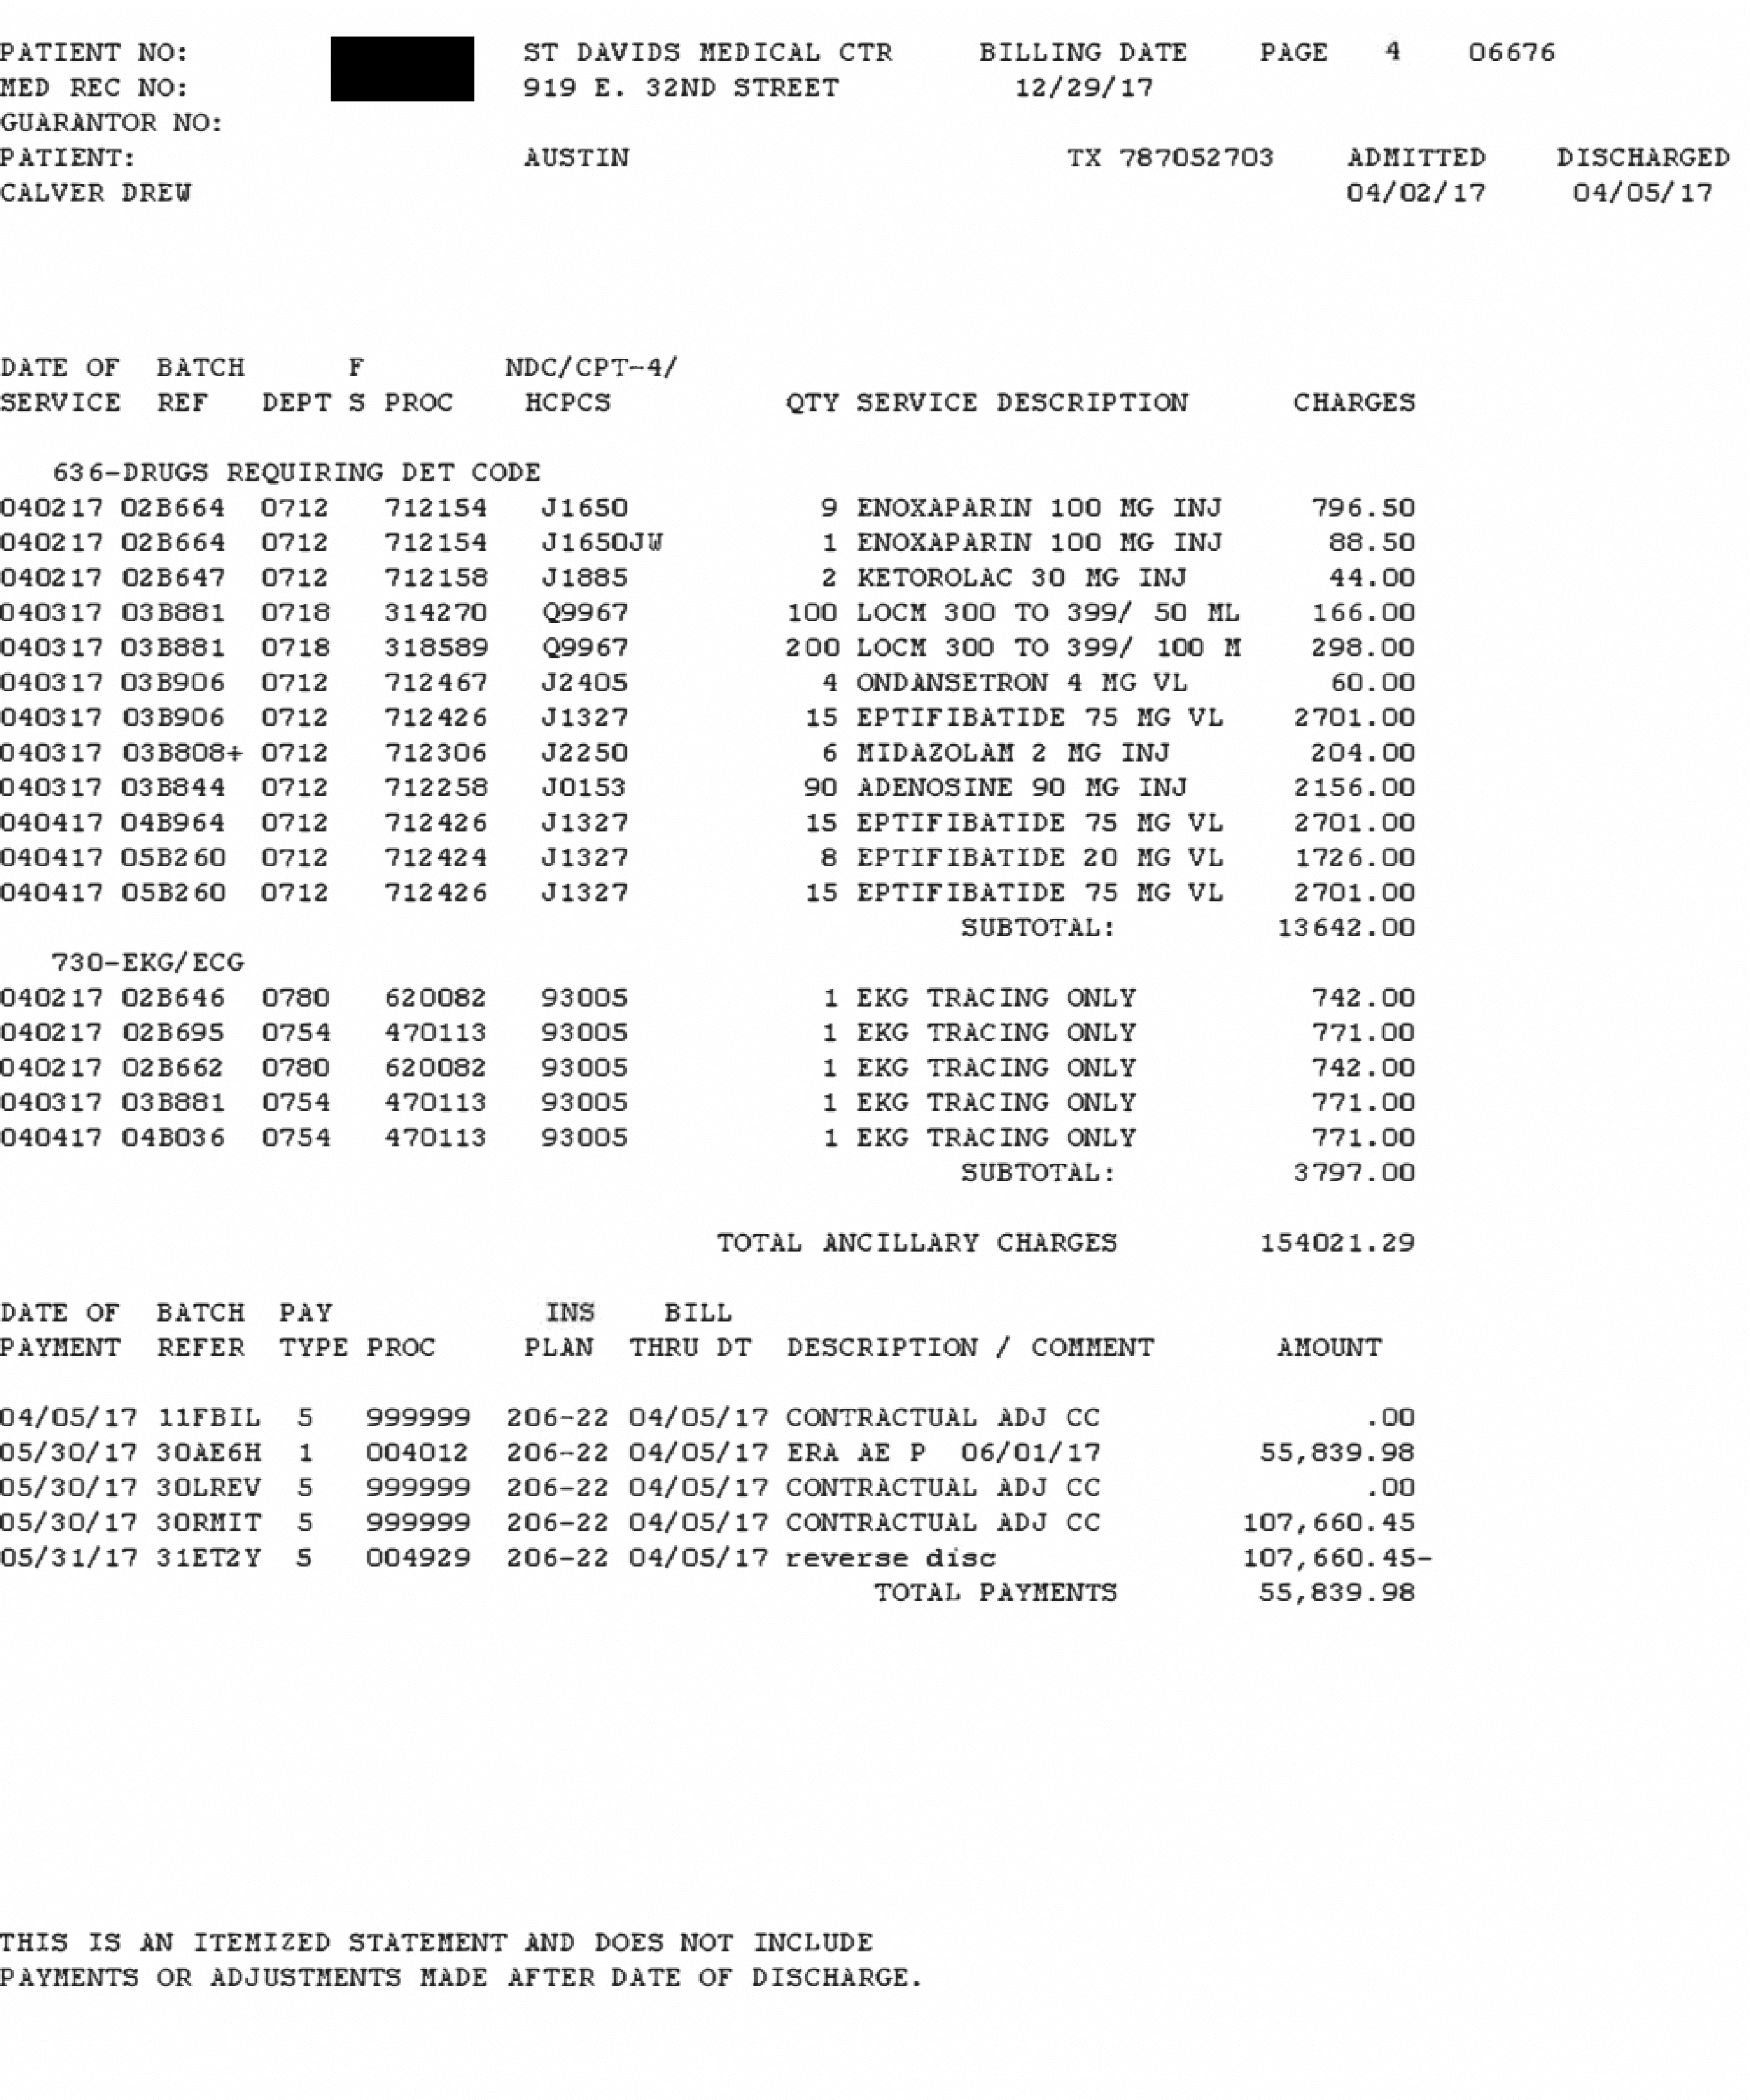 PATIENT NO: ST DAVIDS MEDICAL CTR BILLING DATE PAGE 4 06676
MED REC NO: 919 E. 32ND STREET 12/29/17
GUARANTOR NO:
PATIENT: AUSTIN TX 787052703 ADMITTED DISCHARGED
CALVER DREW 04/02/17 04/05/17
DATE OF BATCH F NDC/CPT-4/
SERVICE REF DEPT S PROC HCPCS QTY SERVICE DESCRIPTION CHARGES
636-DRUGS REQUIRING DET CODE
040217 02B664 0712 712154 J1650 9 ENOXAPARIN 100 MG INJ 796.50
040217 02B664 0712 712154 J1650JW 1 ENOXAPARIN 100 MG INJ 88.50
040217 02B647 0712 712158 J1885 2 KETOROLAC 30 MG INJ 44.00
040317 03B881 0718 314270 Q9967 100 LOCM 300 TO 399/ 50 ML 166.00
040317 03B881 0718 318589 Q9967 200 LOCM 300 TO 399/ 100 M 298.00
040317 03B906 0712 712467 J2405 4 ONDANSETRON 4 MG VL 60.00
040317 03B906 0712 712426 J1327 15 EPTIFIBATIDE 75 MG VL 2701.00
040317 03B808+ 0712 712306 J2250 6 MIDAZOLAM 2 MG INJ 204.00
040317 03B844 0712 712258 J0153 90 ADENOSINE 90 MG INJ 2156.00
040417 04B964 0712 712426 J1327 15 EPTIFIBATIDE 75 MG VL 2701.00
040417 05B260 0712 712424 J1327 8 EPTIFIBATIDE 20 MG VL 1726.00
040417 05B260 0712 712426 J1327 15 EPTIFIBATIDE 75 MG VL 2701.00
SUBTOTAL: 13642.00
730-EKG/ECG
040217 02B646 0780 620082 93005 1 EKG TRACING ONLY 742.00
040217 02B695 0754 470113 93005 1 EKG TRACING ONLY 771.00
040217 02B662 0780 620082 93005 1 EKG TRACING ONLY 742.00
040317 03B881 0754 470113 93005 1 EKG TRACING ONLY 771.00
040417 04B036 0754 470113 93005 1 EKG TRACING ONLY 771.00
SUBTOTAL: 3797.00
TOTAL ANCILLARY CHARGES 154021.29
DATE OF BATCH PAY INS BILL
PAYMENT REFER TYPE PROC PLAN THRU DT DESCRIPTION / COMMENT AMOUNT
04/05/17 11FBIL 5 999999 206-22 04/05/17 CONTRACTUAL ADJ CC .00
05/30/17 30AE6H 1 004012 206-22 04/05/17 ERA AE P 06/01/17 55,839.98
05/30/17 30LREV 5 999999 206-22 04/05/17 CONTRACTUAL ADJ CC .00
05/30/17 30RMIT 5 999999 206-22 04/05/17 CONTRACTUAL ADJ CC 107,660.45
05/31/17 31ET2Y 5 004929 206-22 04/05/17 reverse disc 107,660.45-
TOTAL PAYMENTS 55,839.98
THIS IS AN ITEMIZED STATEMENT AND DOES NOT INCLUDE
PAYMENTS OR ADJUSTMENTS MADE AFTER DATE OF DISCHARGE.